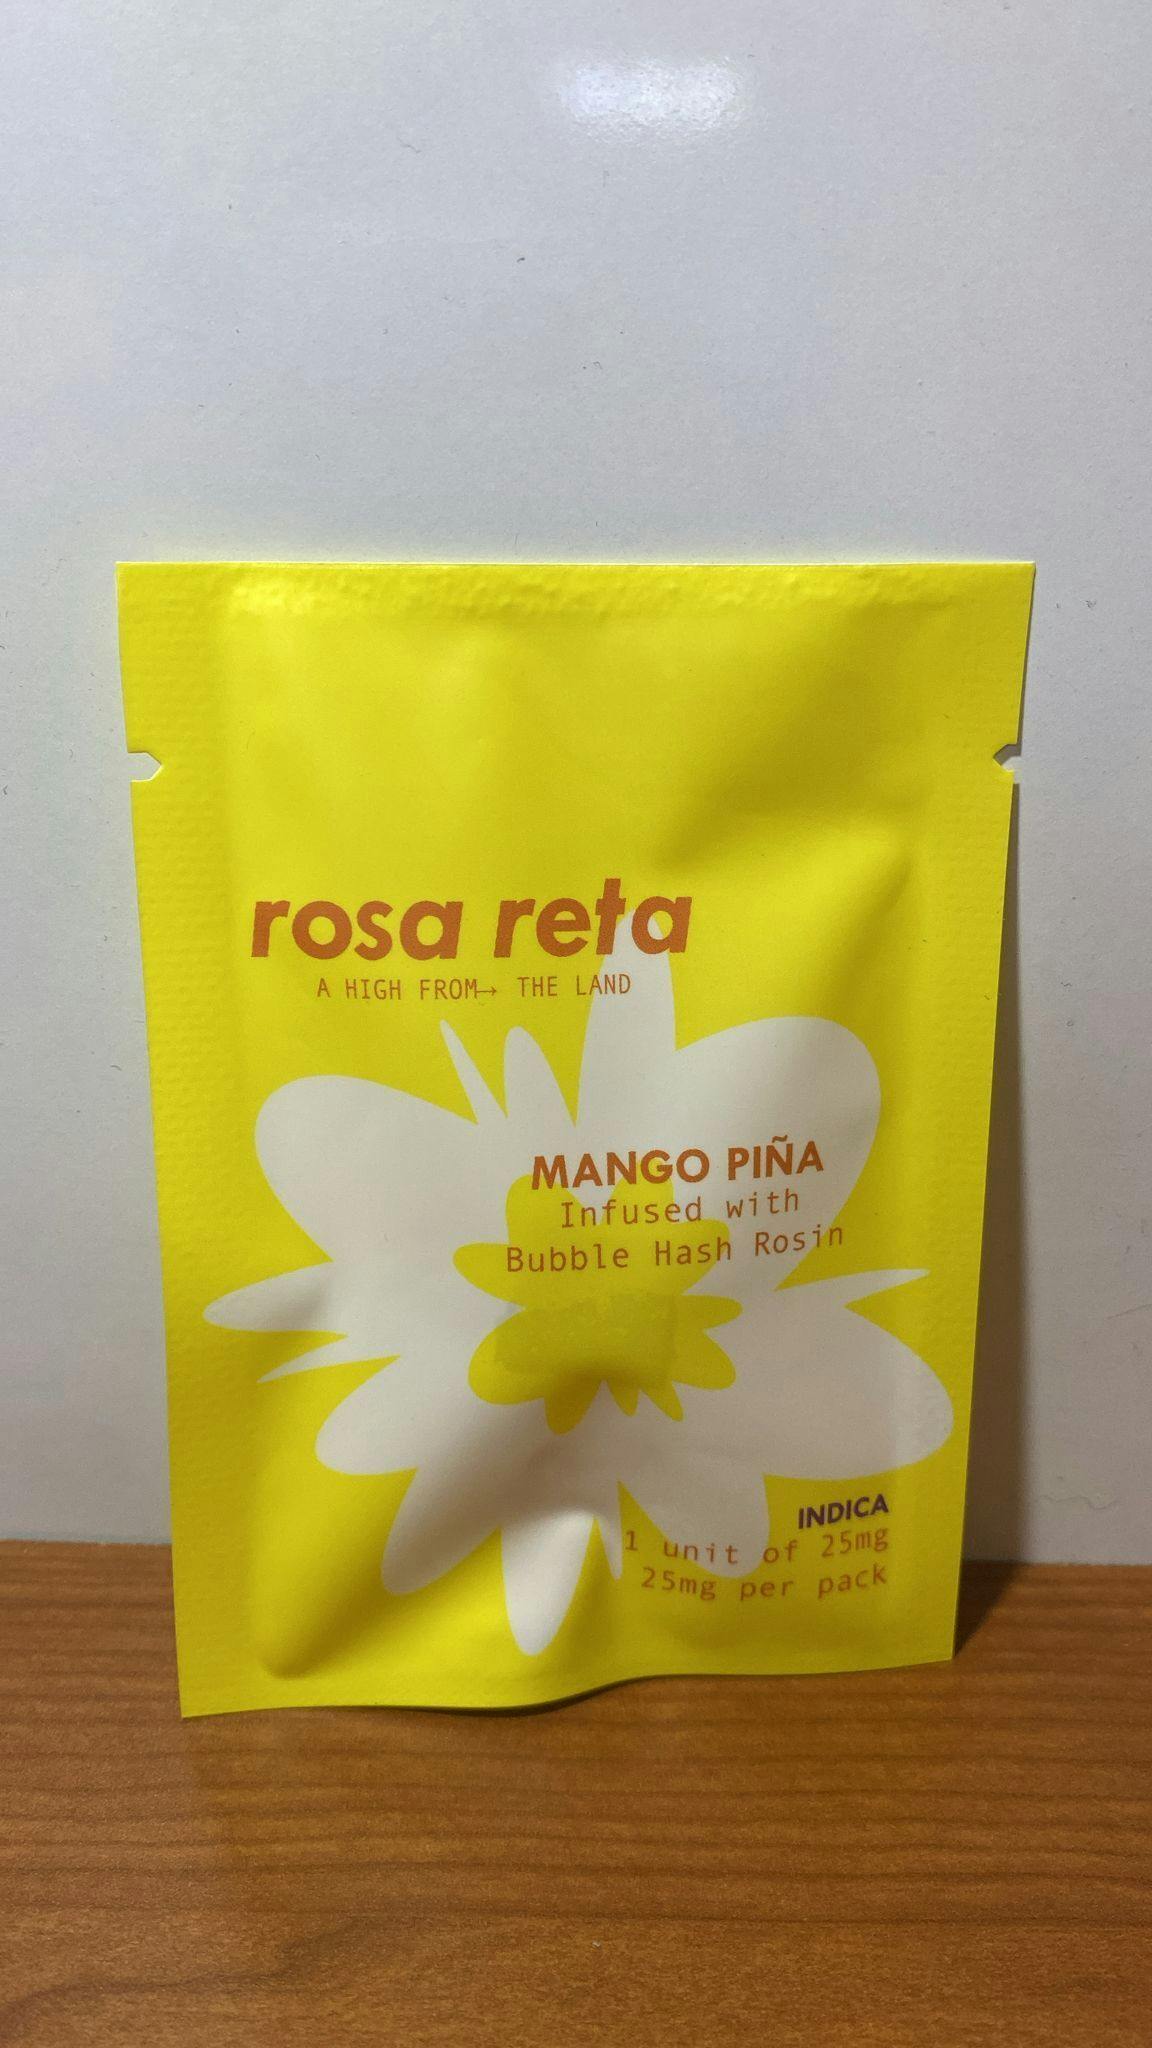 rosa reta
A HIGH FROM→ THE LAND
MANGO PIÑA
Infused with
Bubble Hash Rosin
INDICA
1 unit of 25mg
25mg per pack